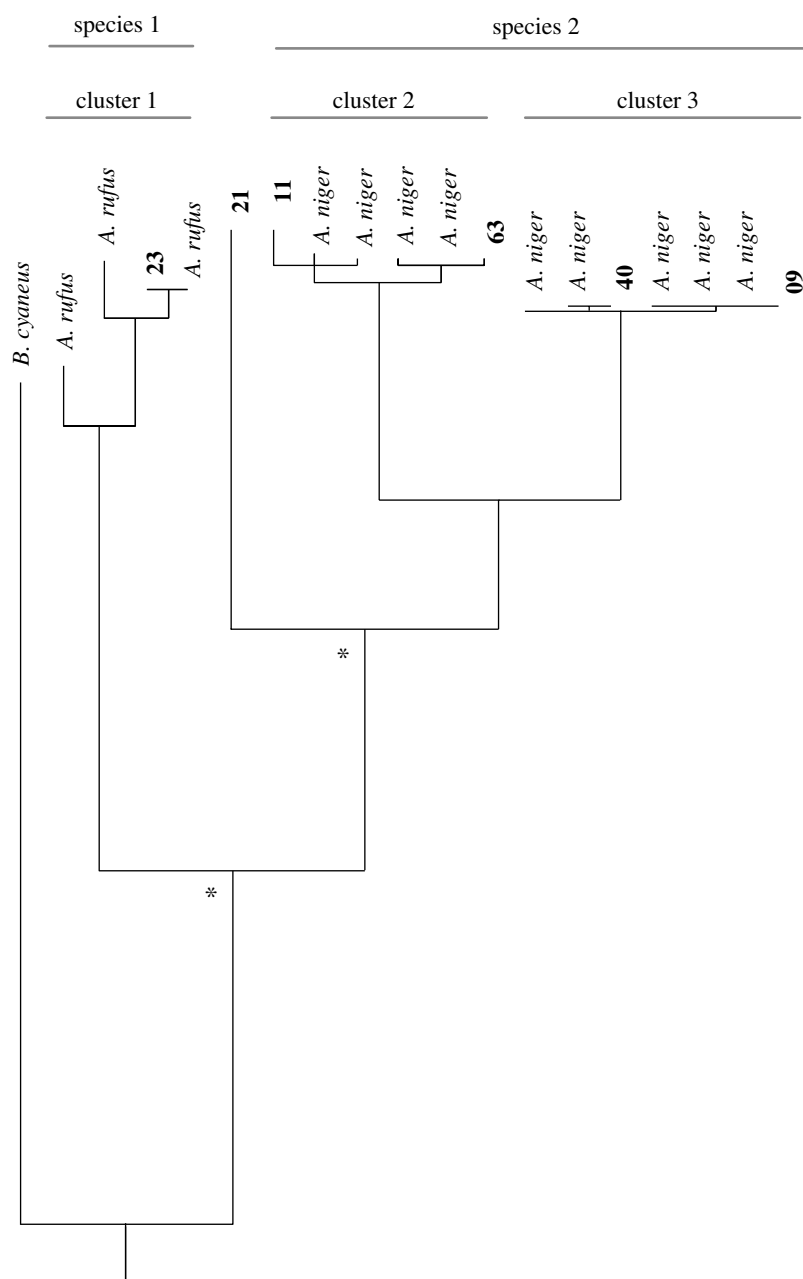 species 1
species 2
cluster 1
cluster 2
cluster 3
B. cyaneus
A. rufus
A. rufus
23
A. rufus
21
11
A. niger
A. niger
A. niger
A. niger
63
A. niger
A. niger
40
A. niger
A. niger
A. niger
09
*
*